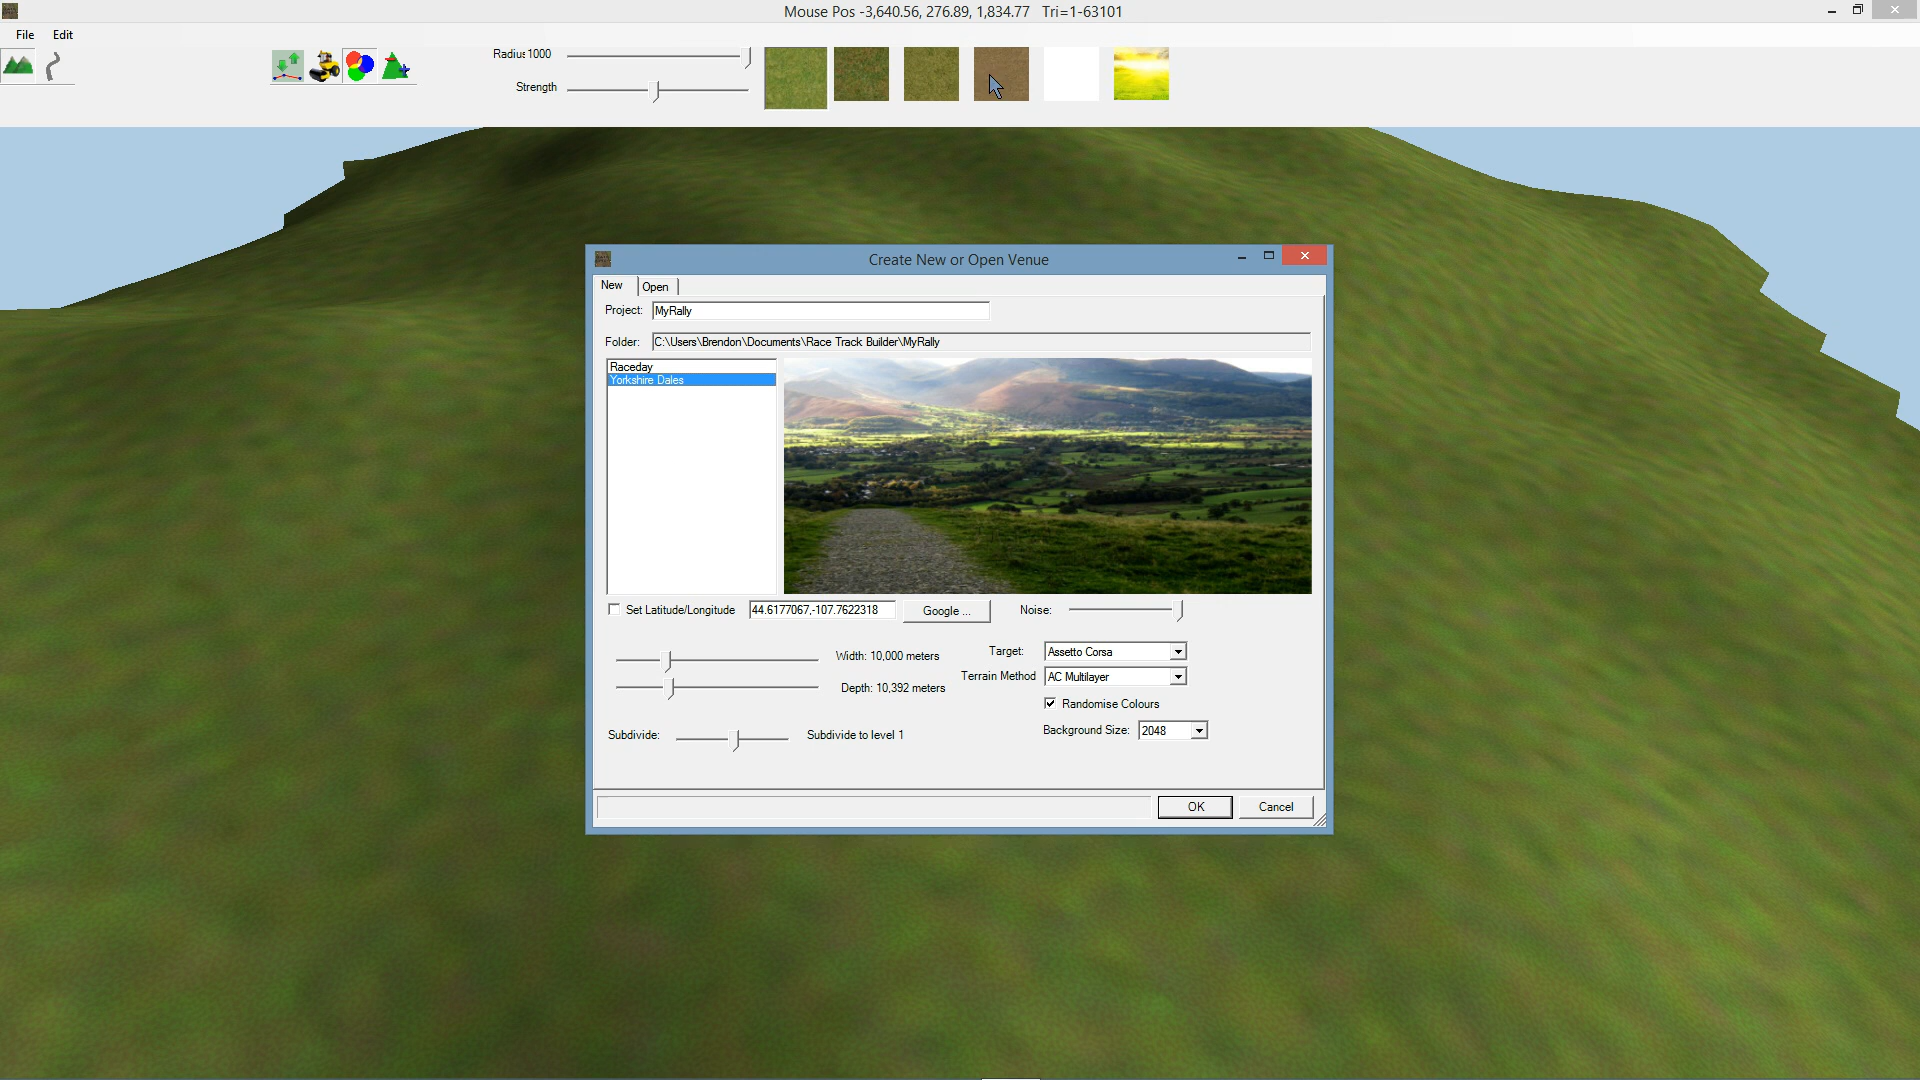 Mouse Pos -3,640.56, 276.89, 1,834.77 Tri=1-63101
File Edit
Radius 1000
Strength
Create New or Open Venue
New Open
Project: MyRally
Folder: C:\Users\Brendon\Documents\Race Track Builder\MyRally
Raceday
Yorkshire Dales
Set Latitude/Longitude 44.6177067,-107.7622318 Google ... Noise:
Width: 10,000 meters Target: Assetto Corsa
Depth: 10,392 meters Terrain Method AC Multilayer
Randomise Colours
Subdivide: Subdivide to level 1 Background Size: 2048
OK Cancel